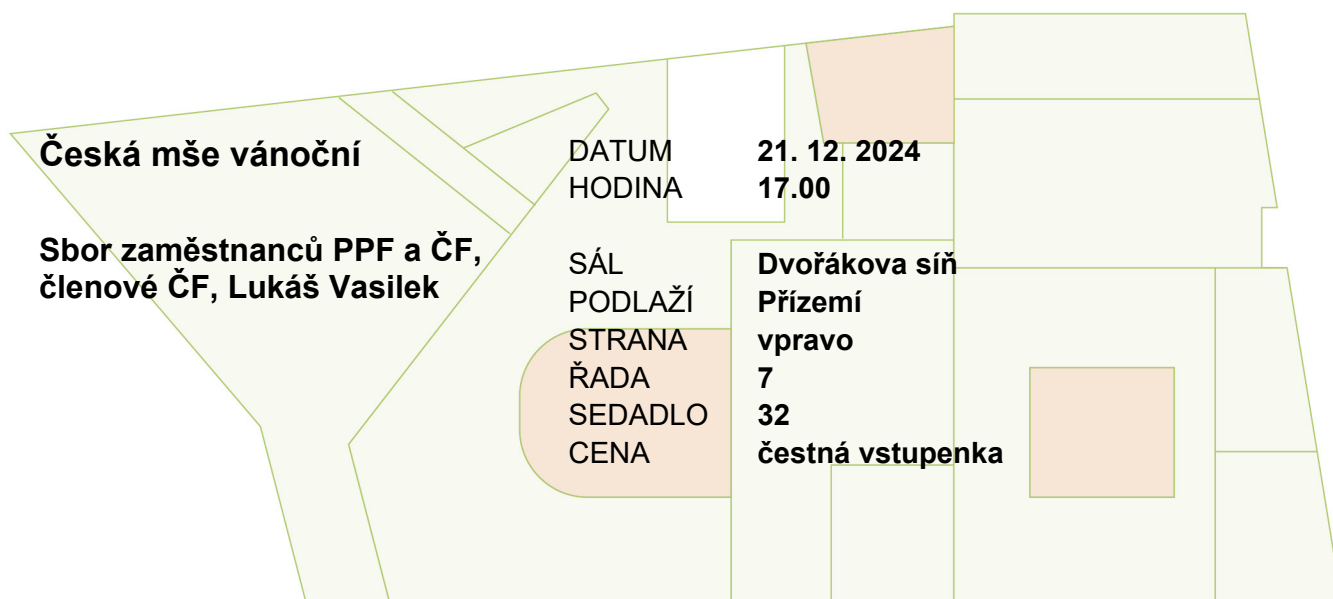 Česká mše vánoční
Sbor zaměstnanců PPF a ČF,
členové ČF, Lukáš Vasilek
DATUM 21. 12. 2024
HODINA 17.00
SÁL Dvořákova síň
PODLAŽÍ Přízemí
STRANA vpravo
ŘADA 7
SEDADLO 32
CENA čestná vstupenka